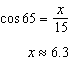 cos 65 = x/15
x ≈ 6.3